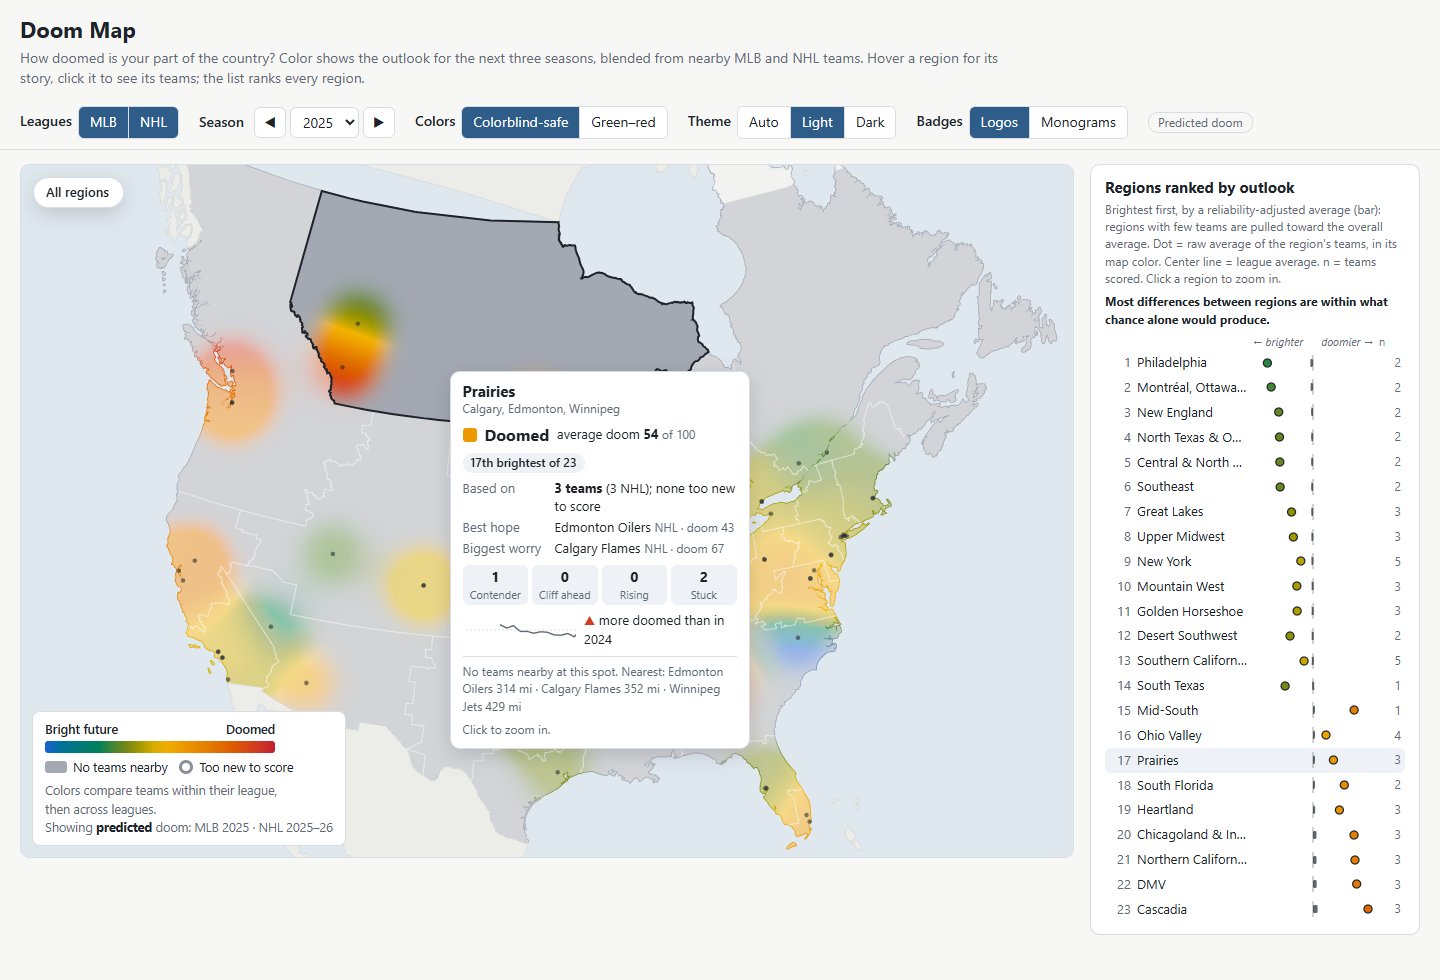 Doom Map
How doomed is your part of the country? Color shows the outlook for the next three seasons, blended from nearby MLB and NHL teams. Hover a region for its
story, click it to see its teams; the list ranks every region.
Leagues MLB NHL Season ◀ 2025 ▶ Colors Colorblind-safe Green–red Theme Auto Light Dark Badges Logos Monograms Predicted doom
All regions
Prairies
Calgary, Edmonton, Winnipeg
Doomed average doom 54 of 100
17th brightest of 23
Based on 3 teams (3 NHL); none too new
to score
Best hope Edmonton Oilers NHL · doom 43
Biggest worry Calgary Flames NHL · doom 67
1 0 0 2
Contender Cliff ahead Rising Stuck
▲ more doomed than in
2024
No teams nearby at this spot. Nearest: Edmonton
Oilers 314 mi · Calgary Flames 352 mi · Winnipeg
Jets 429 mi
Click to zoom in.
Bright future Doomed
No teams nearby Too new to score
Colors compare teams within their league,
then across leagues.
Showing predicted doom: MLB 2025 · NHL 2025–26
Regions ranked by outlook
Brightest first, by a reliability-adjusted average (bar):
regions with few teams are pulled toward the overall
average. Dot = raw average of the region's teams, in its
map color. Center line = league average. n = teams
scored. Click a region to zoom in.
Most differences between regions are within what
chance alone would produce.
← brighter doomier → n
1 Philadelphia 2
2 Montréal, Ottawa... 2
3 New England 2
4 North Texas & O... 2
5 Central & North ... 2
6 Southeast 2
7 Great Lakes 3
8 Upper Midwest 3
9 New York 5
10 Mountain West 3
11 Golden Horseshoe 3
12 Desert Southwest 2
13 Southern Californ... 5
14 South Texas 1
15 Mid-South 1
16 Ohio Valley 4
17 Prairies 3
18 South Florida 2
19 Heartland 3
20 Chicagoland & In... 3
21 Northern Californ... 3
22 DMV 3
23 Cascadia 3